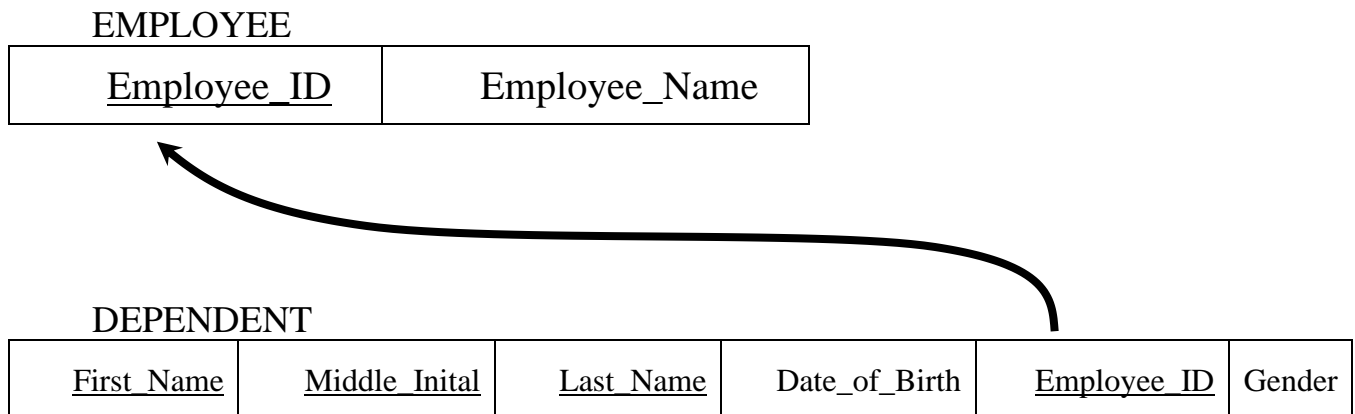 EMPLOYEE
Employee_ID Employee_Name
DEPENDENT
First_Name Middle_Inital Last_Name Date_of_Birth Employee_ID Gender